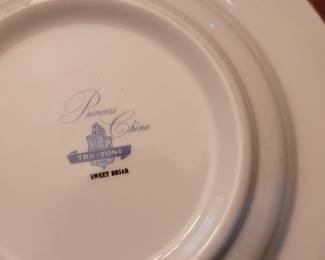 Princess
China
TRU-TONE
SWEET BRIAR